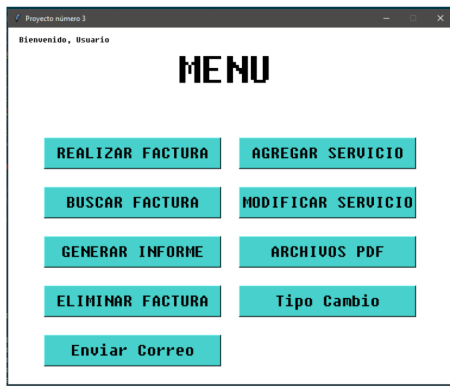 Proyecto número 3
Bienvenido, Usuario
MENU
REALIZAR FACTURA
AGREGAR SERVICIO
BUSCAR FACTURA
MODIFICAR SERVICIO
GENERAR INFORME
ARCHIVOS PDF
ELIMINAR FACTURA
Tipo Cambio
Enviar Correo